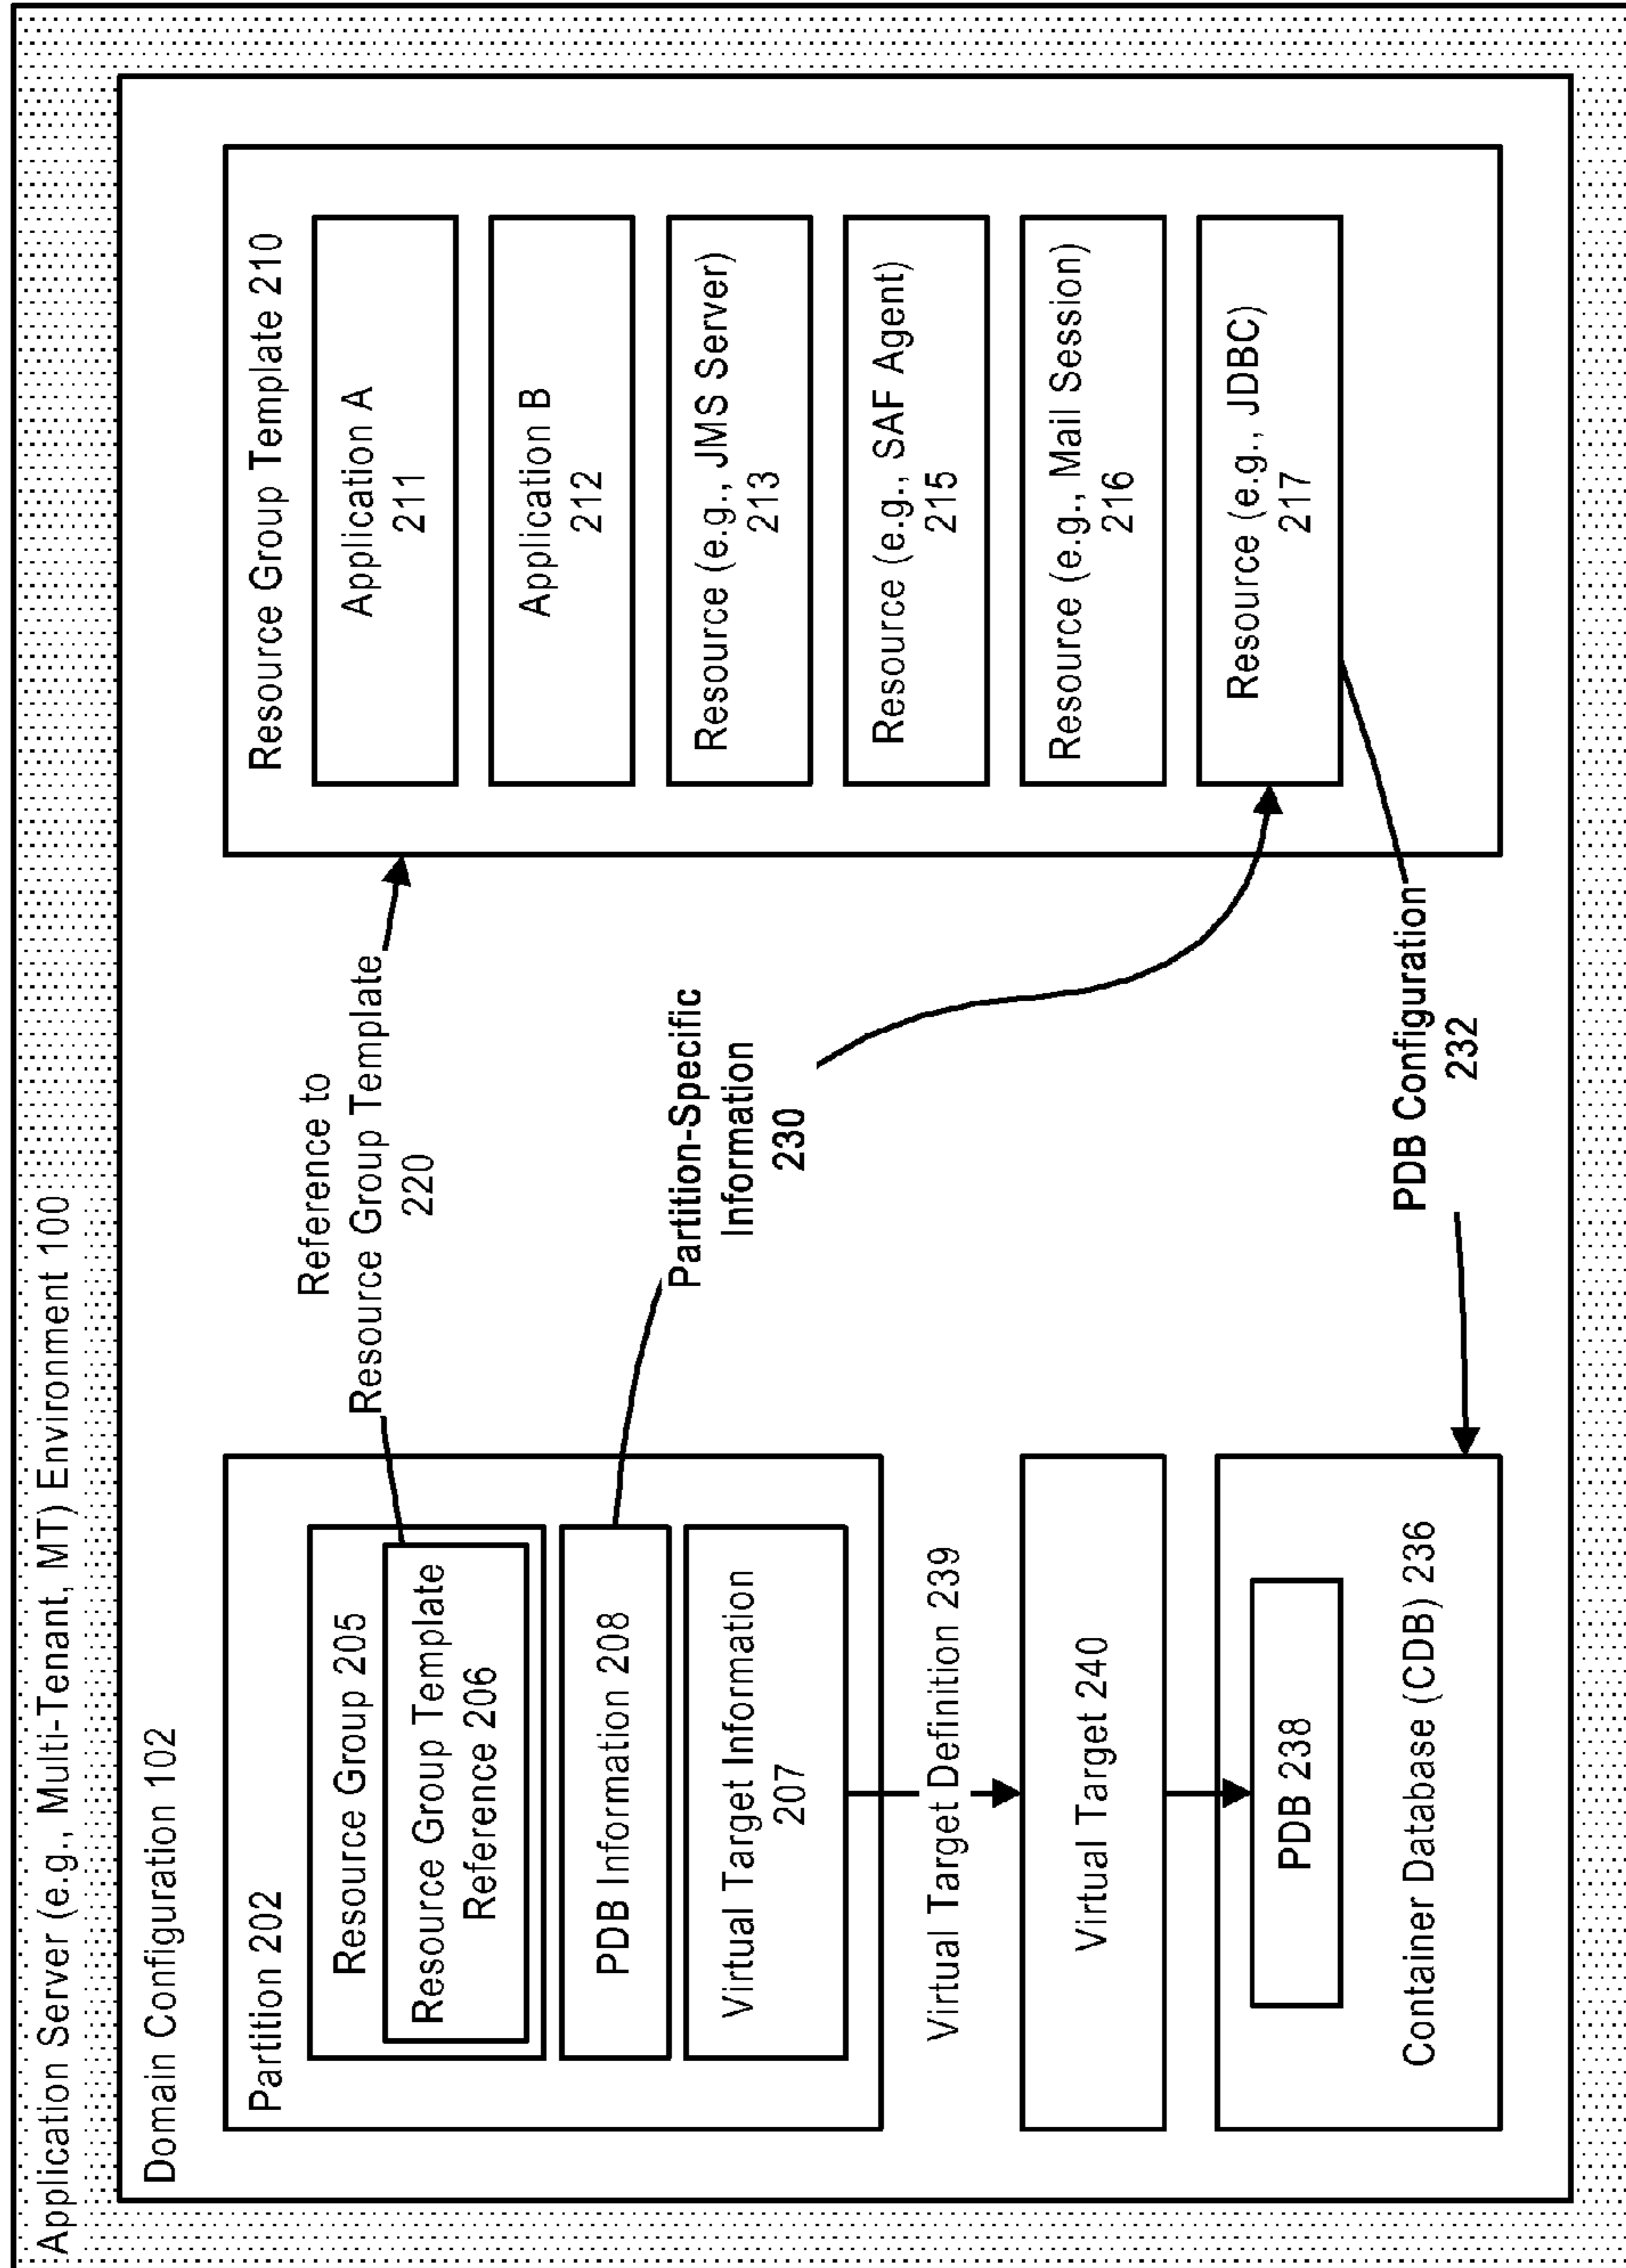 Application Server (e.g., Multi-Tenant, MT) Environment 100
Domain Configuration 102
Partition 202
Resource Group 205
Resource Group Template
Reference 206
PDB Information 208
Virtual Target Information
207
Virtual Target Definition 239
Virtual Target 240
PDB 238
Container Database (CDB) 236
Reference to
Resource Group Template
220
Partition-Specific
Information
230
PDB Configuration
232
Resource Group Template 210
Application A
211
Application B
212
Resource (e.g., JMS Server)
213
Resource (e.g., SAF Agent)
215
Resource (e.g., Mail Session)
216
Resource (e.g., JDBC)
217